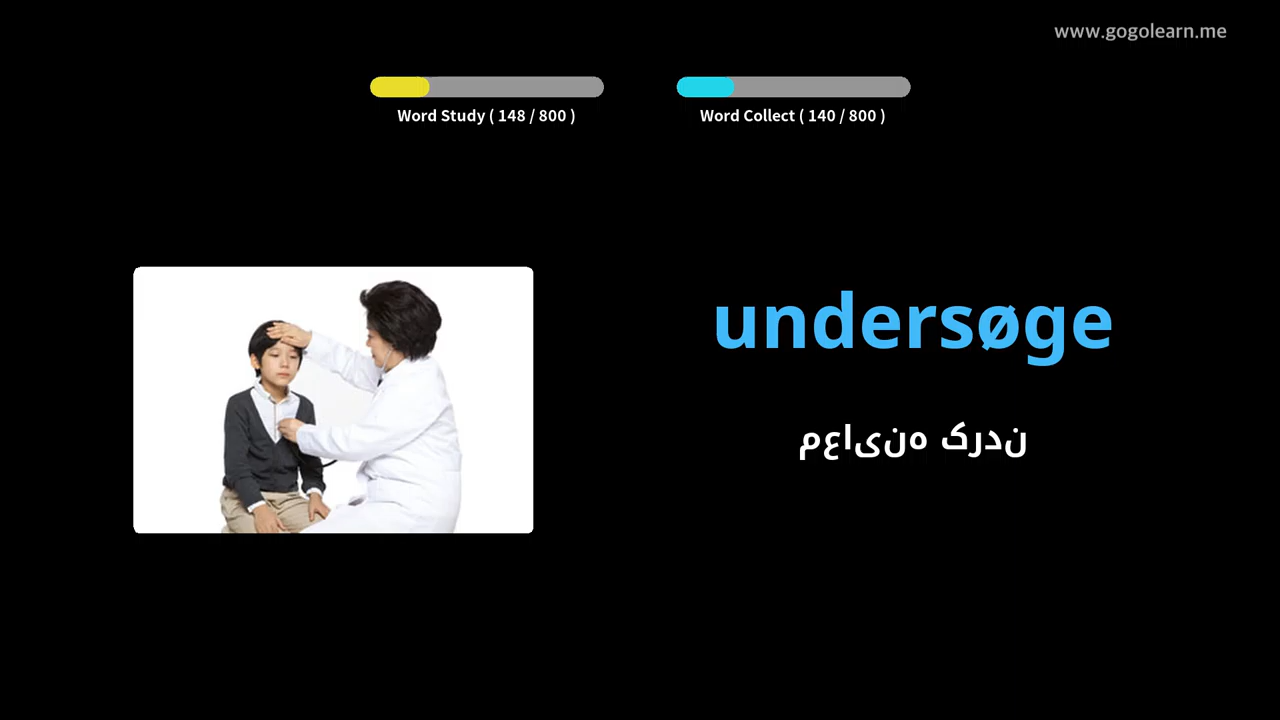 www.gogolearn.me
Word Study ( 148 / 800 )
Word Collect ( 140 / 800 )
undersøge
معاینه کردن